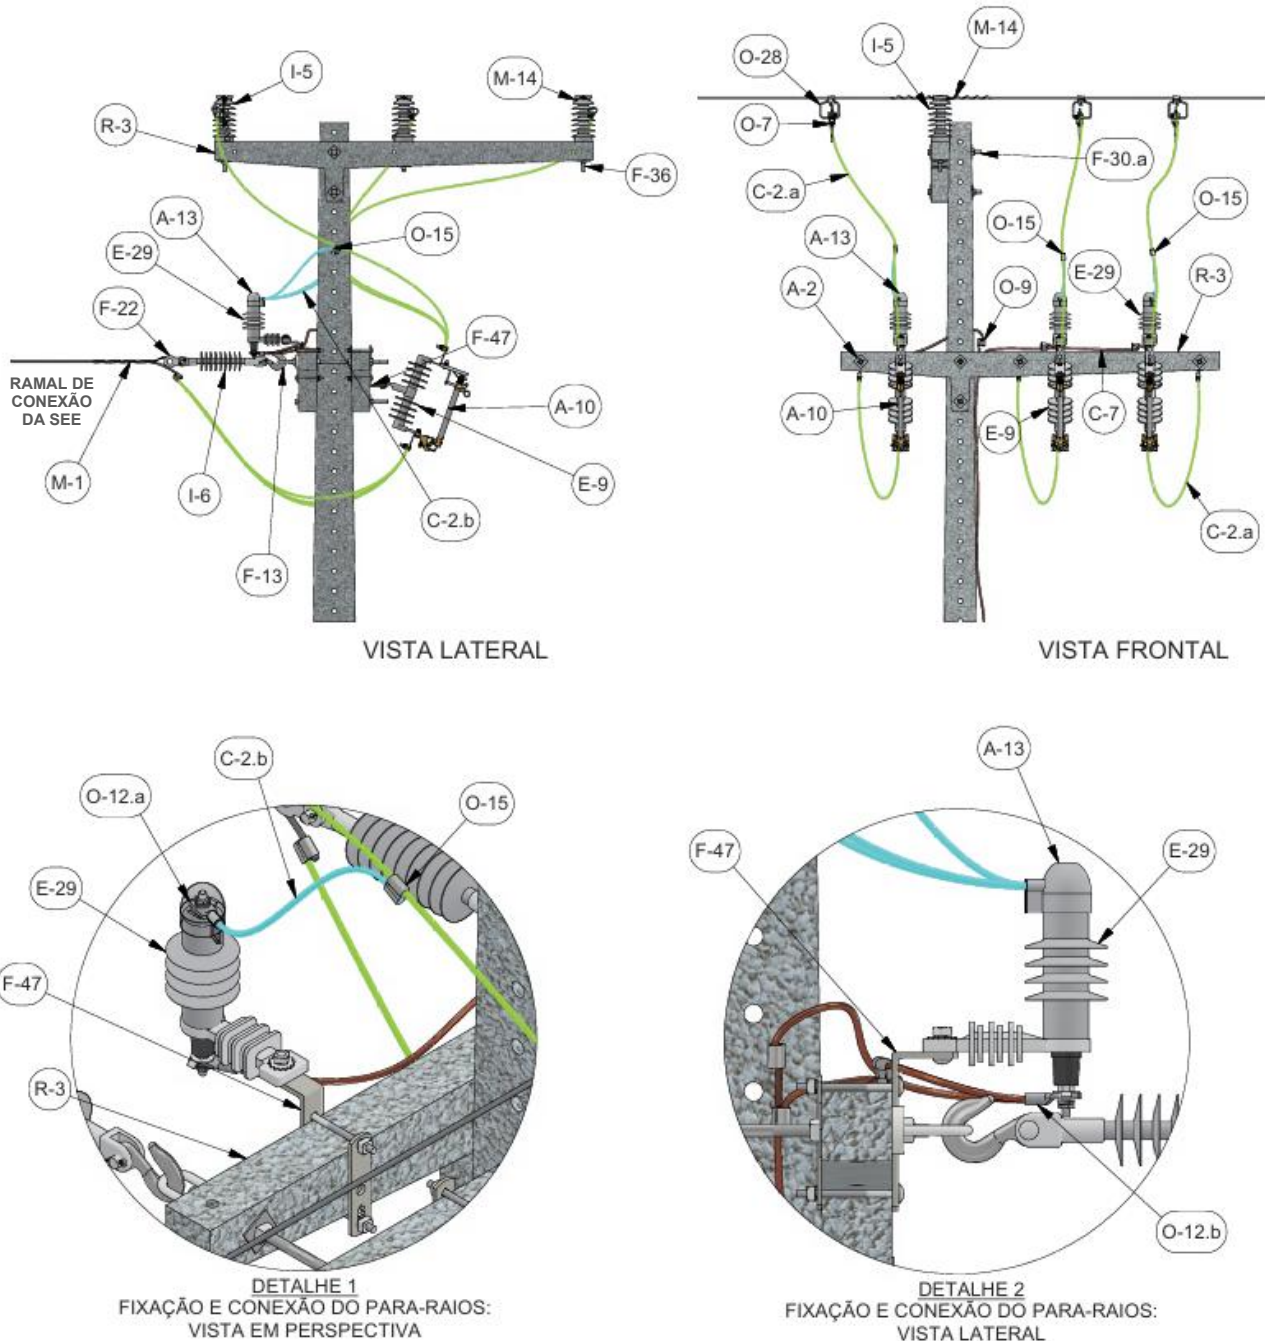 I-5
M-14
R-3
F-36
A-13
O-15
E-29
F-22
F-47
RAMAL DE
CONEXÃO
DA SEE
A-10
M-1
I-6
E-9
C-2.b
F-13
VISTA LATERAL
M-14
I-5
O-28
O-7
F-30.a
C-2.a
O-15
O-15
A-13
E-29
R-3
A-2
O-9
A-10
E-9
C-7
C-2.a
VISTA FRONTAL
C-2.b
O-12.a
O-15
E-29
F-47
R-3
DETALHE 1
FIXAÇÃO E CONEXÃO DO PARA-RAIOS:
VISTA EM PERSPECTIVA
A-13
F-47
E-29
O-12.b
DETALHE 2
FIXAÇÃO E CONEXÃO DO PARA-RAIOS:
VISTA LATERAL